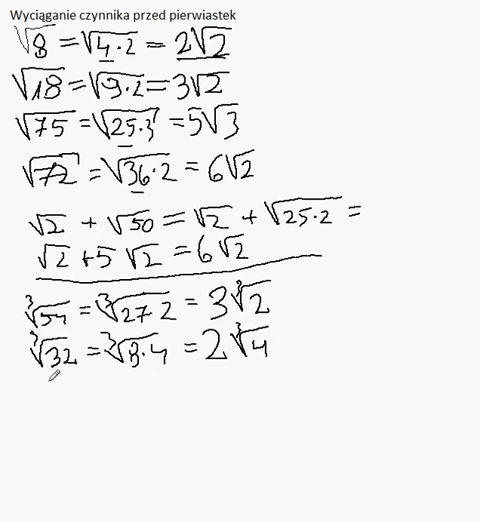 Wyciąganie czynnika przed pierwiastek
√8 = √4·2 = 2√2
√18 = √9·2 = 3√2
√75 = √25·3 = 5√3
√72 = √36·2 = 6√2
√2 + √50 = √2 + √25·2 =
√2 + 5√2 = 6√2
∛54 = ∛27 2 = 3∛2
∛32 = ∛8·4 = 2∛4